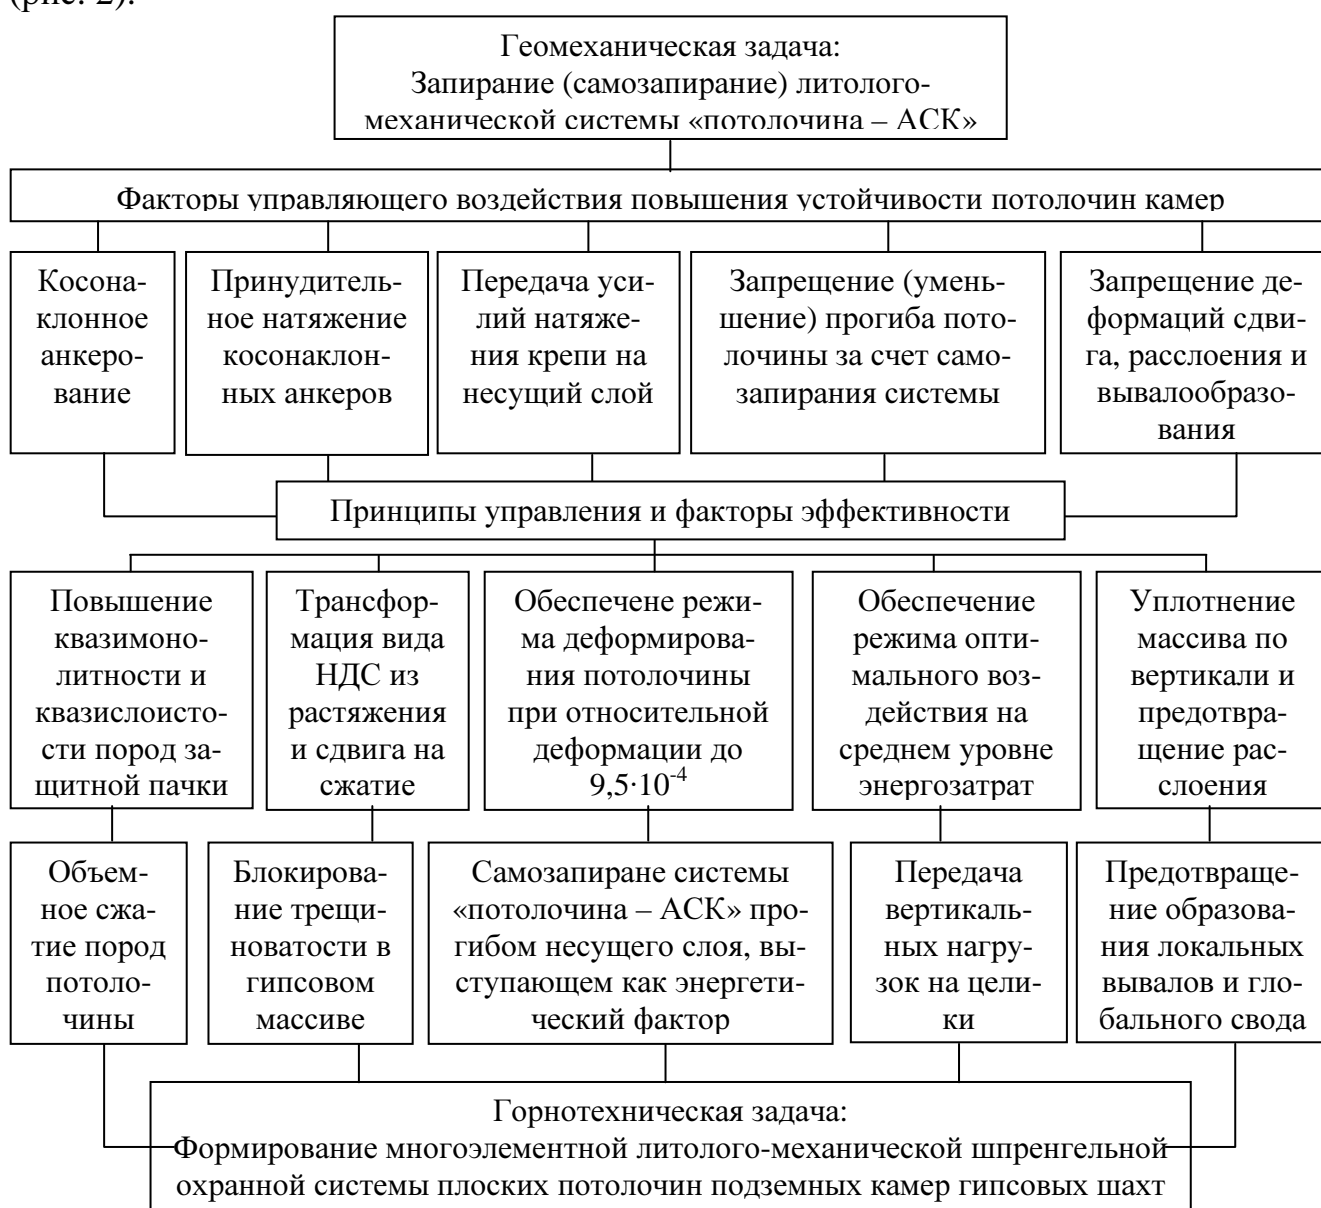 (рис. 2).
Геомеханическая задача:
Запирание (самозапирание) литолого-
механической системы «потолочина – АСК»
Факторы управляющего воздействия повышения устойчивости потолочин камер
Косона-
клонное
анкеро-
вание
Принудитель-
ное натяжение
косонаклон-
ных анкеров
Передача уси-
лий натяже-
ния крепи на
несущий слой
Запрещение (умень-
шение) прогиба пото-
лочины за счет само-
запирания системы
Запрещение де-
формаций сдви-
га, расслоения и
вывалообразо-
вания
Принципы управления и факторы эффективности
Повышение
квазимоно-
литности и
квазислоисто-
сти пород за-
щитной пачки
Трансфор-
мация вида
НДС из
растяжения
и сдвига на
сжатие
Обеспечене режи-
ма деформирова-
ния потолочины
при относительной
деформации до
9,5·10⁻⁴
Обеспечение
режима опти-
мального воз-
действия на
среднем уровне
энергозатрат
Уплотнение
массива по
вертикали и
предотвра-
щение рас-
слоения
Объем-
ное сжа-
тие пород
потоло-
чины
Блокирова-
ние трещи-
новатости в
гипсовом
массиве
Самозапиране системы
«потолочина – АСК» про-
гибом несущего слоя, вы-
ступающем как энергети-
ческий фактор
Передача
вертикаль-
ных нагру-
зок на цели-
ки
Предотвраще-
ние образова-
ния локальных
вывалов и гло-
бального свода
Горнотехническая задача:
Формирование многоэлементной литолого-механической шпренгельной
охранной системы плоских потолочин подземных камер гипсовых шахт